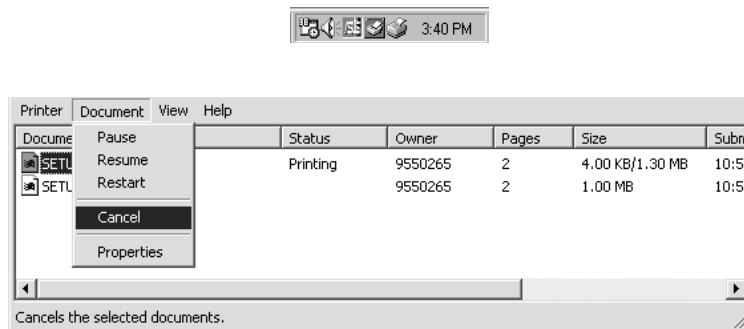 3:40 PM
Printer Document View Help
Docume Status Owner Pages Size Subm
Pause
Resume
Restart
Cancel
Properties
SETU Printing 9550265 2 4.00 KB/1.30 MB 10:5
SETU 9550265 2 1.00 MB 10:5
Cancels the selected documents.